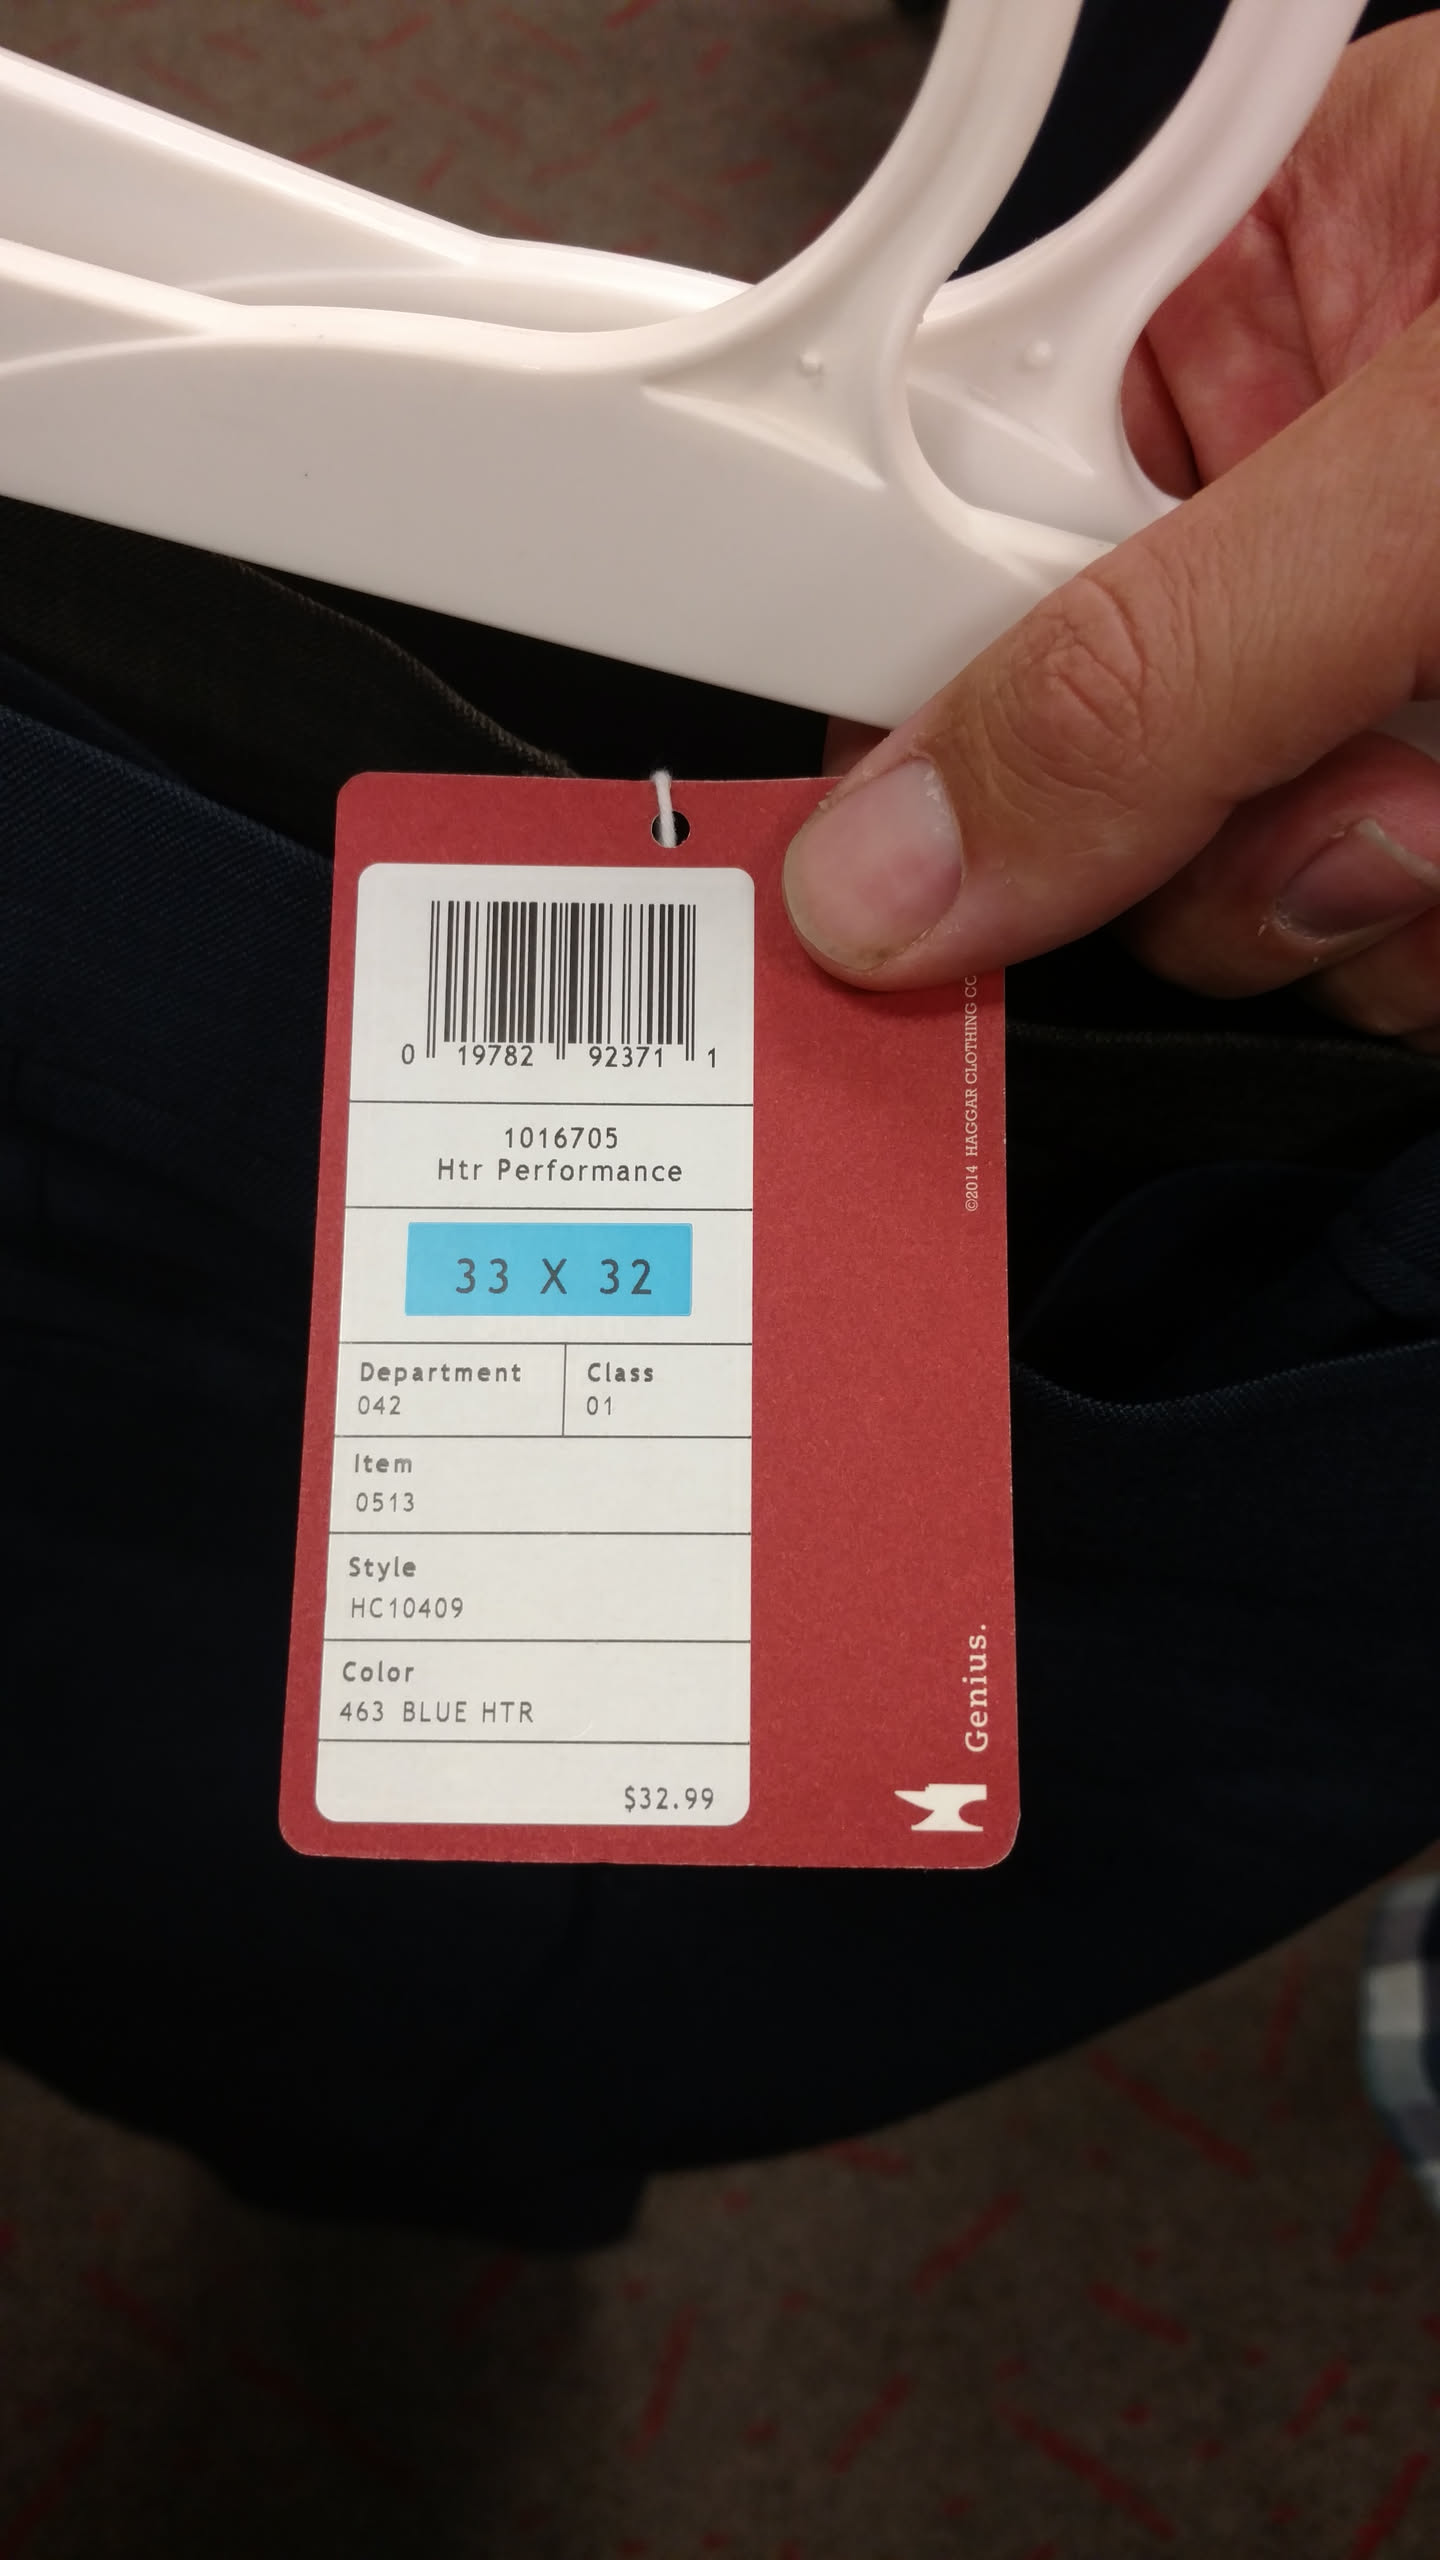 0 19782 92371 1
1016705
Htr Performance
33 X 32
Department
042
Class
01
Item
0513
Style
HC10409
Color
463 BLUE HTR
$32.99
©2014 HAGGAR CLOTHING CO
Genius.